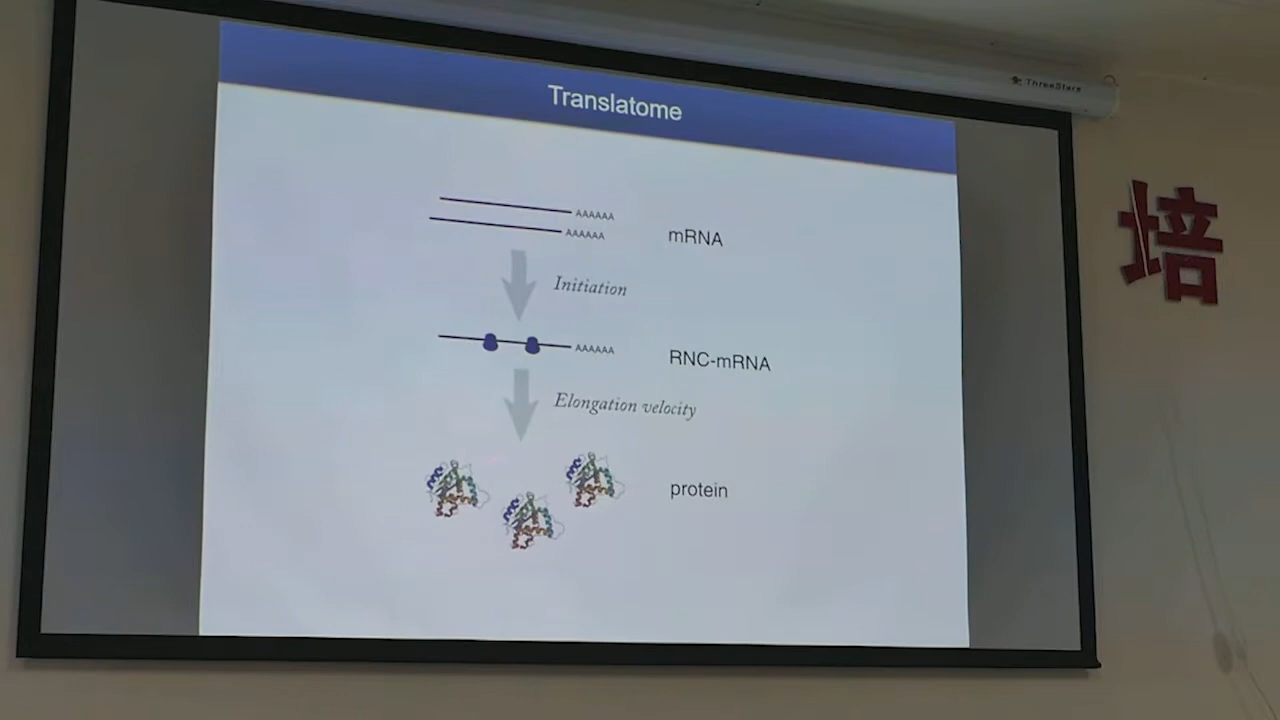 ThreeStars
Translatome
AAAAAA
AAAAAA
mRNA
Initiation
AAAAAA
RNC-mRNA
Elongation velocity
protein
培